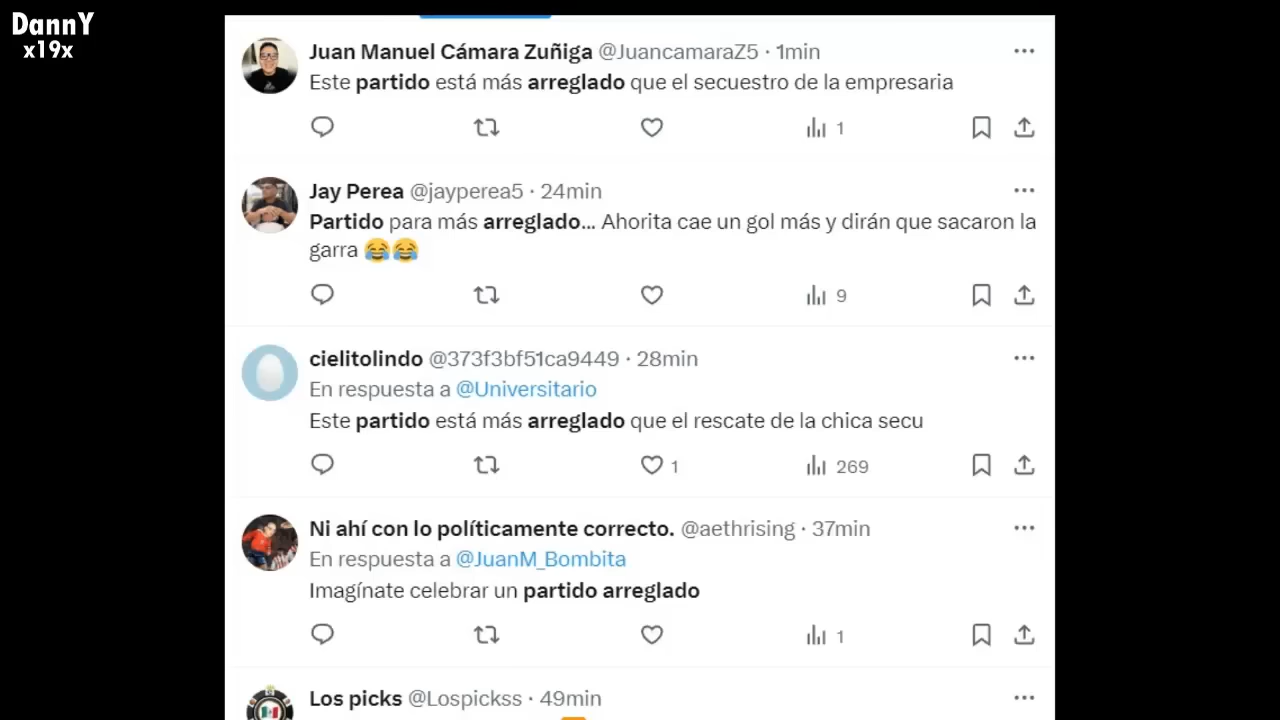 DannY
x19x
Juan Manuel Cámara Zuñiga @JuancamaraZ5 · 1min
Este partido está más arreglado que el secuestro de la empresaria
1
Jay Perea @jayperea5 · 24min
Partido para más arreglado... Ahorita cae un gol más y dirán que sacaron la
garra 😂😂
9
cielitolindo @373f3bf51ca9449 · 28min
En respuesta a @Universitario
Este partido está más arreglado que el rescate de la chica secu
1 269
Ni ahí con lo políticamente correcto. @aethrising · 37min
En respuesta a @JuanM_Bombita
Imagínate celebrar un partido arreglado
1
Los picks @Lospickss · 49min